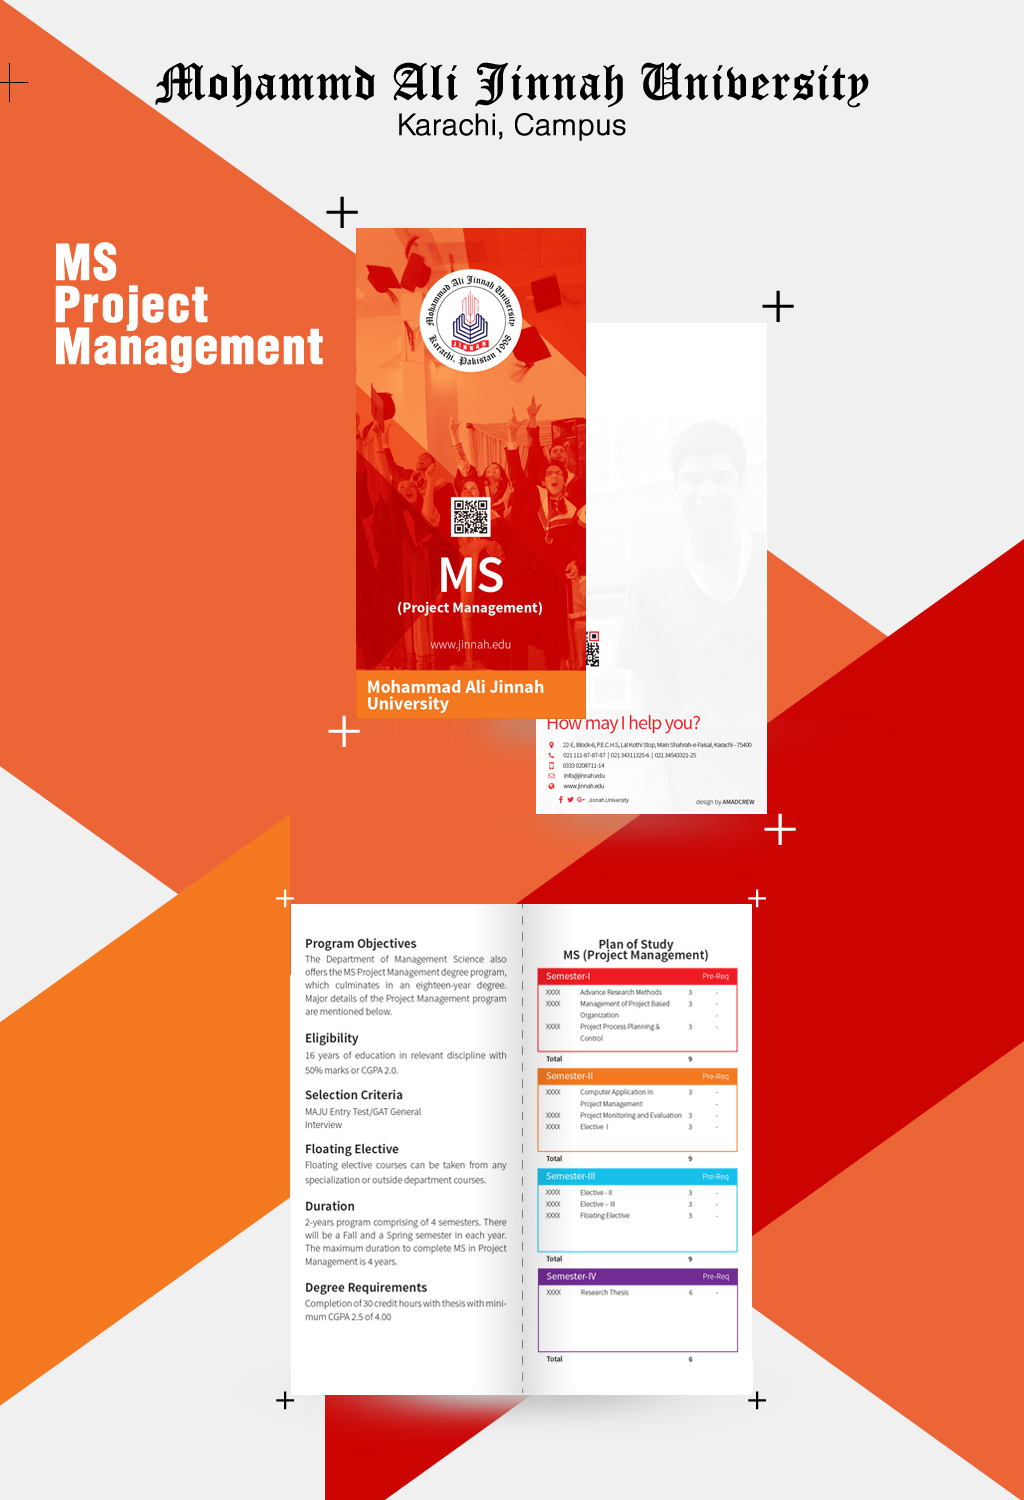 Mohammd Ali Jinnah University
Karachi, Campus
MS
Project
Management
Mohammad Ali Jinnah University
JINNAH
Karachi, Pakistan 1998
MS
(Project Management)
www.jinnah.edu
Mohammad Ali Jinnah
University
How may I help you?
22-E, Block-6, P.E.C.H.S, Lal Kothi Stop, Main Shahrah-e-Faisal, Karachi - 75400
021 111-87-87-87 | 021 34311325-6 | 021 34543321-25
0333 0208711-14
info@jinnah.edu
www.jinnah.edu
f G+ Jinnah.University
design by AMADCREW
Program Objectives
The Department of Management Science also
offers the MS Project Management degree program,
which culminates in an eighteen-year degree.
Major details of the Project Management program
are mentioned below.
Eligibility
16 years of education in relevant discipline with
50% marks or CGPA 2.0.
Selection Criteria
MAJU Entry Test/GAT General
Interview
Floating Elective
Floating elective courses can be taken from any
specialization or outside department courses.
Duration
2-years program comprising of 4 semesters. There
will be a Fall and a Spring semester in each year.
The maximum duration to complete MS in Project
Management is 4 years.
Degree Requirements
Completion of 30 credit hours with thesis with mini-
mum CGPA 2.5 of 4.00
Plan of Study
MS (Project Management)
Semester-I Pre-Req
XXXX Advance Research Methods 3 -
XXXX Management of Project Based 3 -
Organization -
XXXX Project Process Planning & 3 -
Control
Total 9
Semester-II Pre-Req
XXXX Computer Application in 3 -
Project Management -
XXXX Project Monitoring and Evaluation 3 -
XXXX Elective I 3 -
Total 9
Semester-III Pre-Req
XXXX Elective - II 3 -
XXXX Elective – III 3 -
XXXX Floating Elective 3 -
Total 9
Semester-IV Pre-Req
XXXX Research Thesis 6 -
Total 6